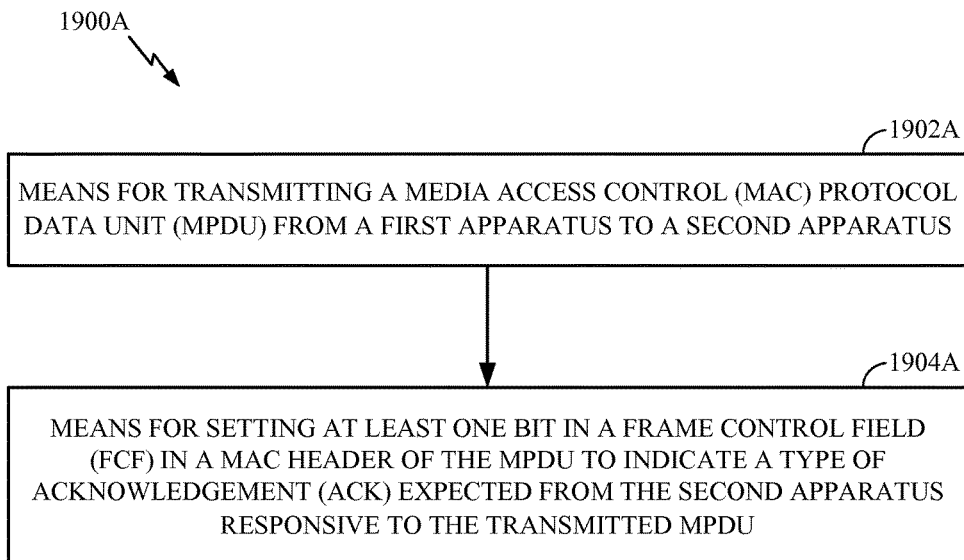 1900A
1902A
MEANS FOR TRANSMITTING A MEDIA ACCESS CONTROL (MAC) PROTOCOL
DATA UNIT (MPDU) FROM A FIRST APPARATUS TO A SECOND APPARATUS
1904A
MEANS FOR SETTING AT LEAST ONE BIT IN A FRAME CONTROL FIELD
(FCF) IN A MAC HEADER OF THE MPDU TO INDICATE A TYPE OF
ACKNOWLEDGEMENT (ACK) EXPECTED FROM THE SECOND APPARATUS
RESPONSIVE TO THE TRANSMITTED MPDU